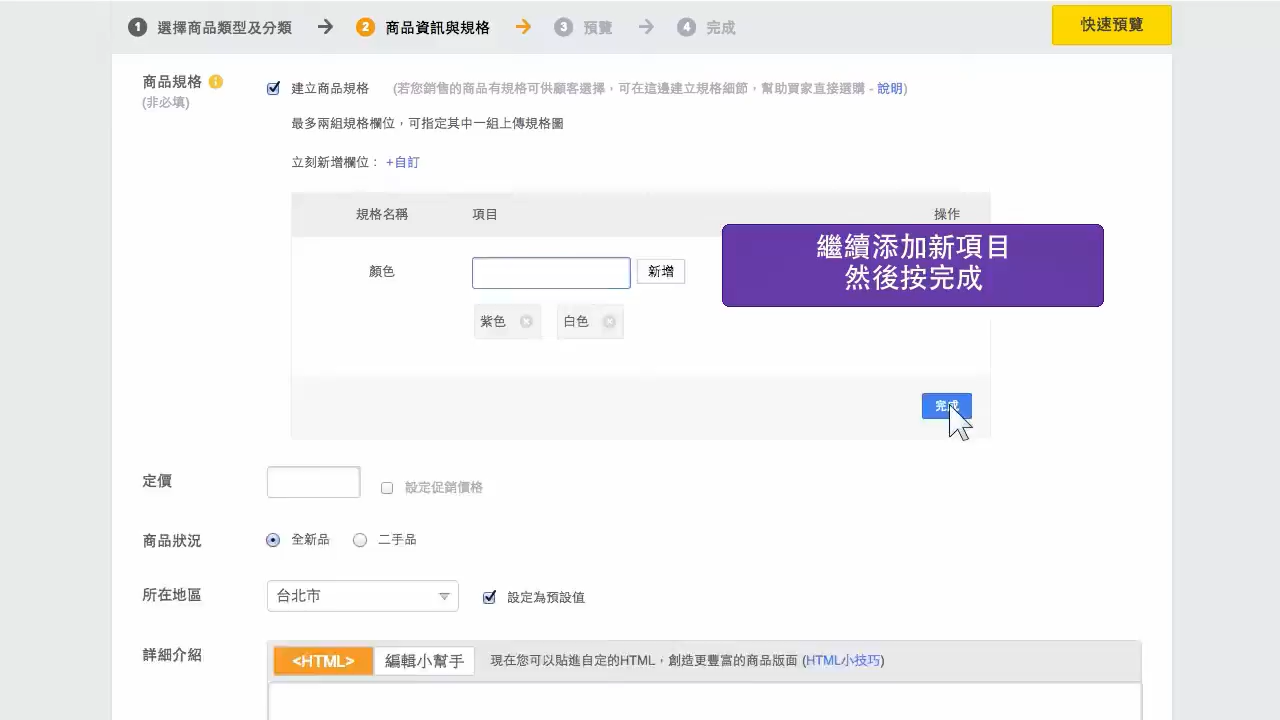 1 選擇商品類型及分類 → 2 商品資訊與規格 → 3 預覽 → 4 完成
快速預覽
商品規格
(非必填)
建立商品規格 (若您銷售的商品有規格可供顧客選擇，可在這邊建立規格細節，幫助買家直接選購 - 說明)
最多兩組規格欄位，可指定其中一組上傳規格圖
立刻新增欄位： +自訂
規格名稱 項目 操作
繼續添加新項目
然後按完成
顏色 新增
紫色 白色
完成
定價 設定促銷價格
商品狀況 全新品 二手品
所在地區 台北市 設定為預設值
詳細介紹 <HTML> 編輯小幫手 現在您可以貼進自定的HTML，創造更豐富的商品版面 (HTML小技巧)